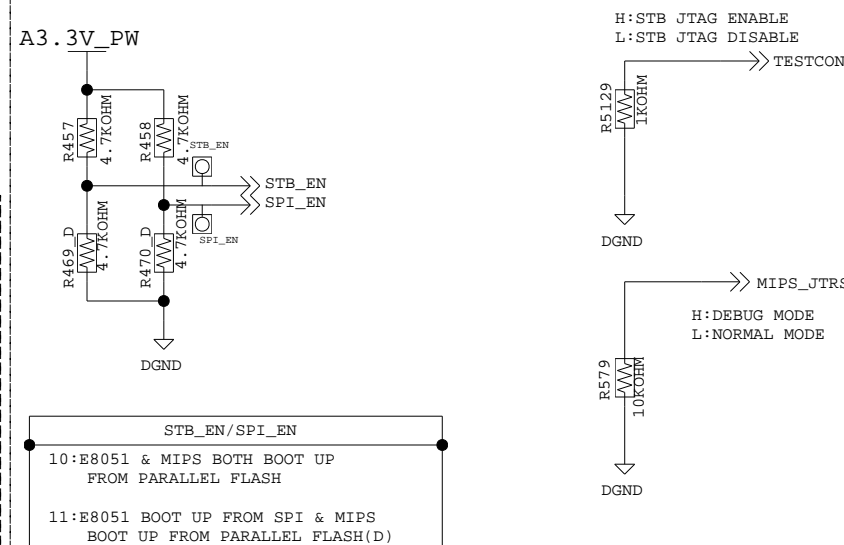 A3.3V_PW
R457
4.7KOHM
R458
4.7KOHM
STB_EN
STB_EN
SPI_EN
SPI_EN
R469_D
4.7KOHM
R470_D
4.7KOHM
DGND
STB_EN/SPI_EN
10:E8051 & MIPS BOTH BOOT UP
FROM PARALLEL FLASH
11:E8051 BOOT UP FROM SPI & MIPS
BOOT UP FROM PARALLEL FLASH(D)
H:STB JTAG ENABLE
L:STB JTAG DISABLE
TESTCON
R5129
1KOHM
DGND
MIPS_JTRS
H:DEBUG MODE
L:NORMAL MODE
R579
10KOHM
DGND